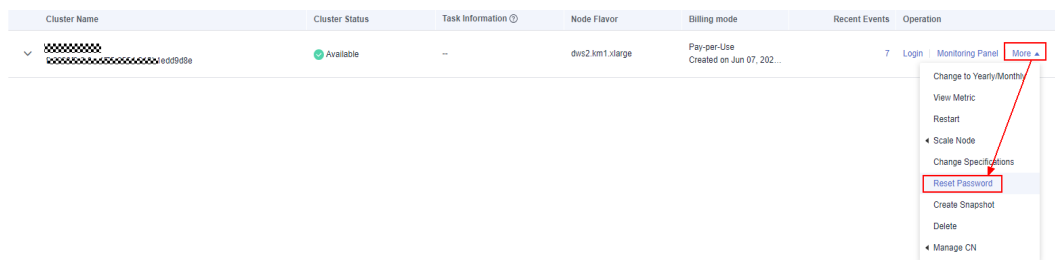 Cluster Name Cluster Status Task Information Node Flavor Billing mode Recent Events Operation
Available -- dws2.km1.xlarge Pay-per-Use 7 Login Monitoring Panel More
edd9d8e Created on Jun 07, 202...
Change to Yearly/Monthly
View Metric
Restart
Scale Node
Change Specifications
Reset Password
Create Snapshot
Delete
Manage CN